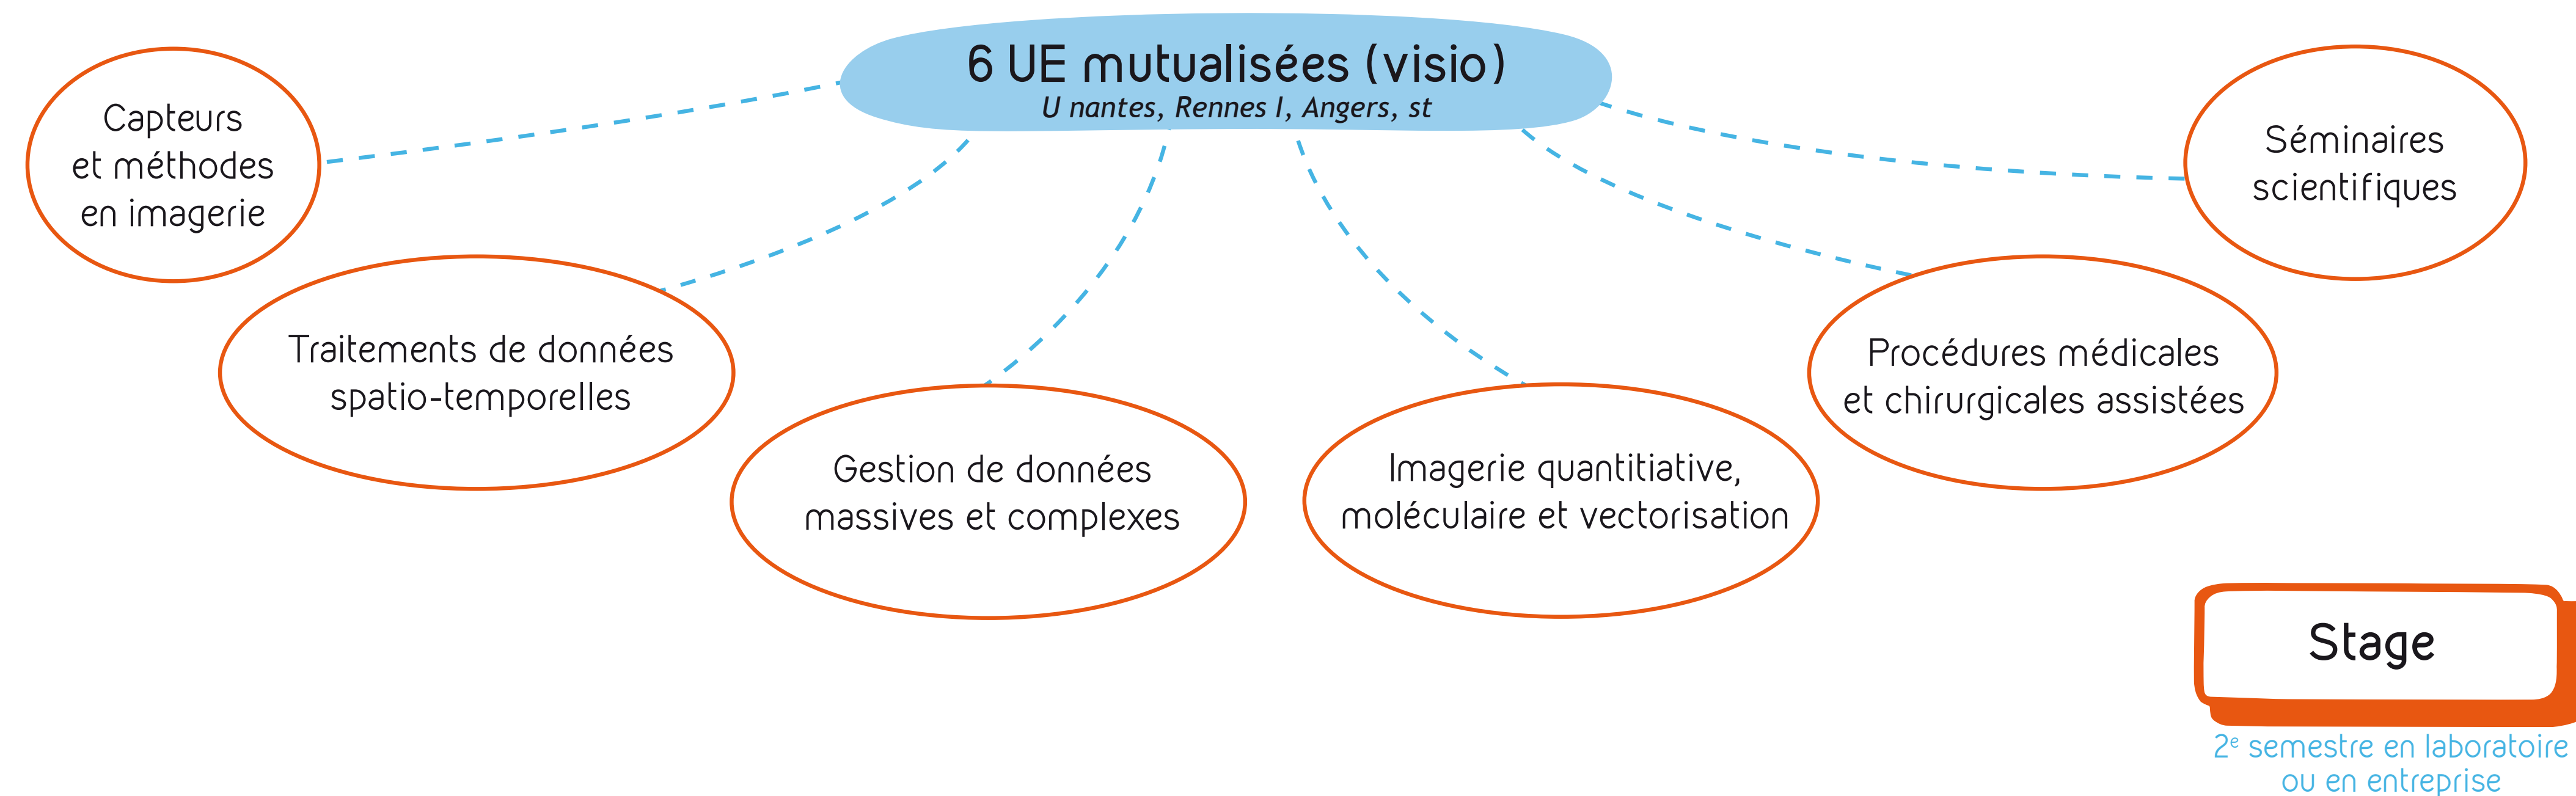 6 UE mutualisées (visio)
U nantes, Rennes I, Angers, st
Capteurs
et méthodes
en imagerie
Traitements de données
spatio-temporelles
Gestion de données
massives et complexes
Imagerie quantitiative,
moléculaire et vectorisation
Procédures médicales
et chirurgicales assistées
Séminaires
scientifiques
Stage
2e semestre en laboratoire
ou en entreprise